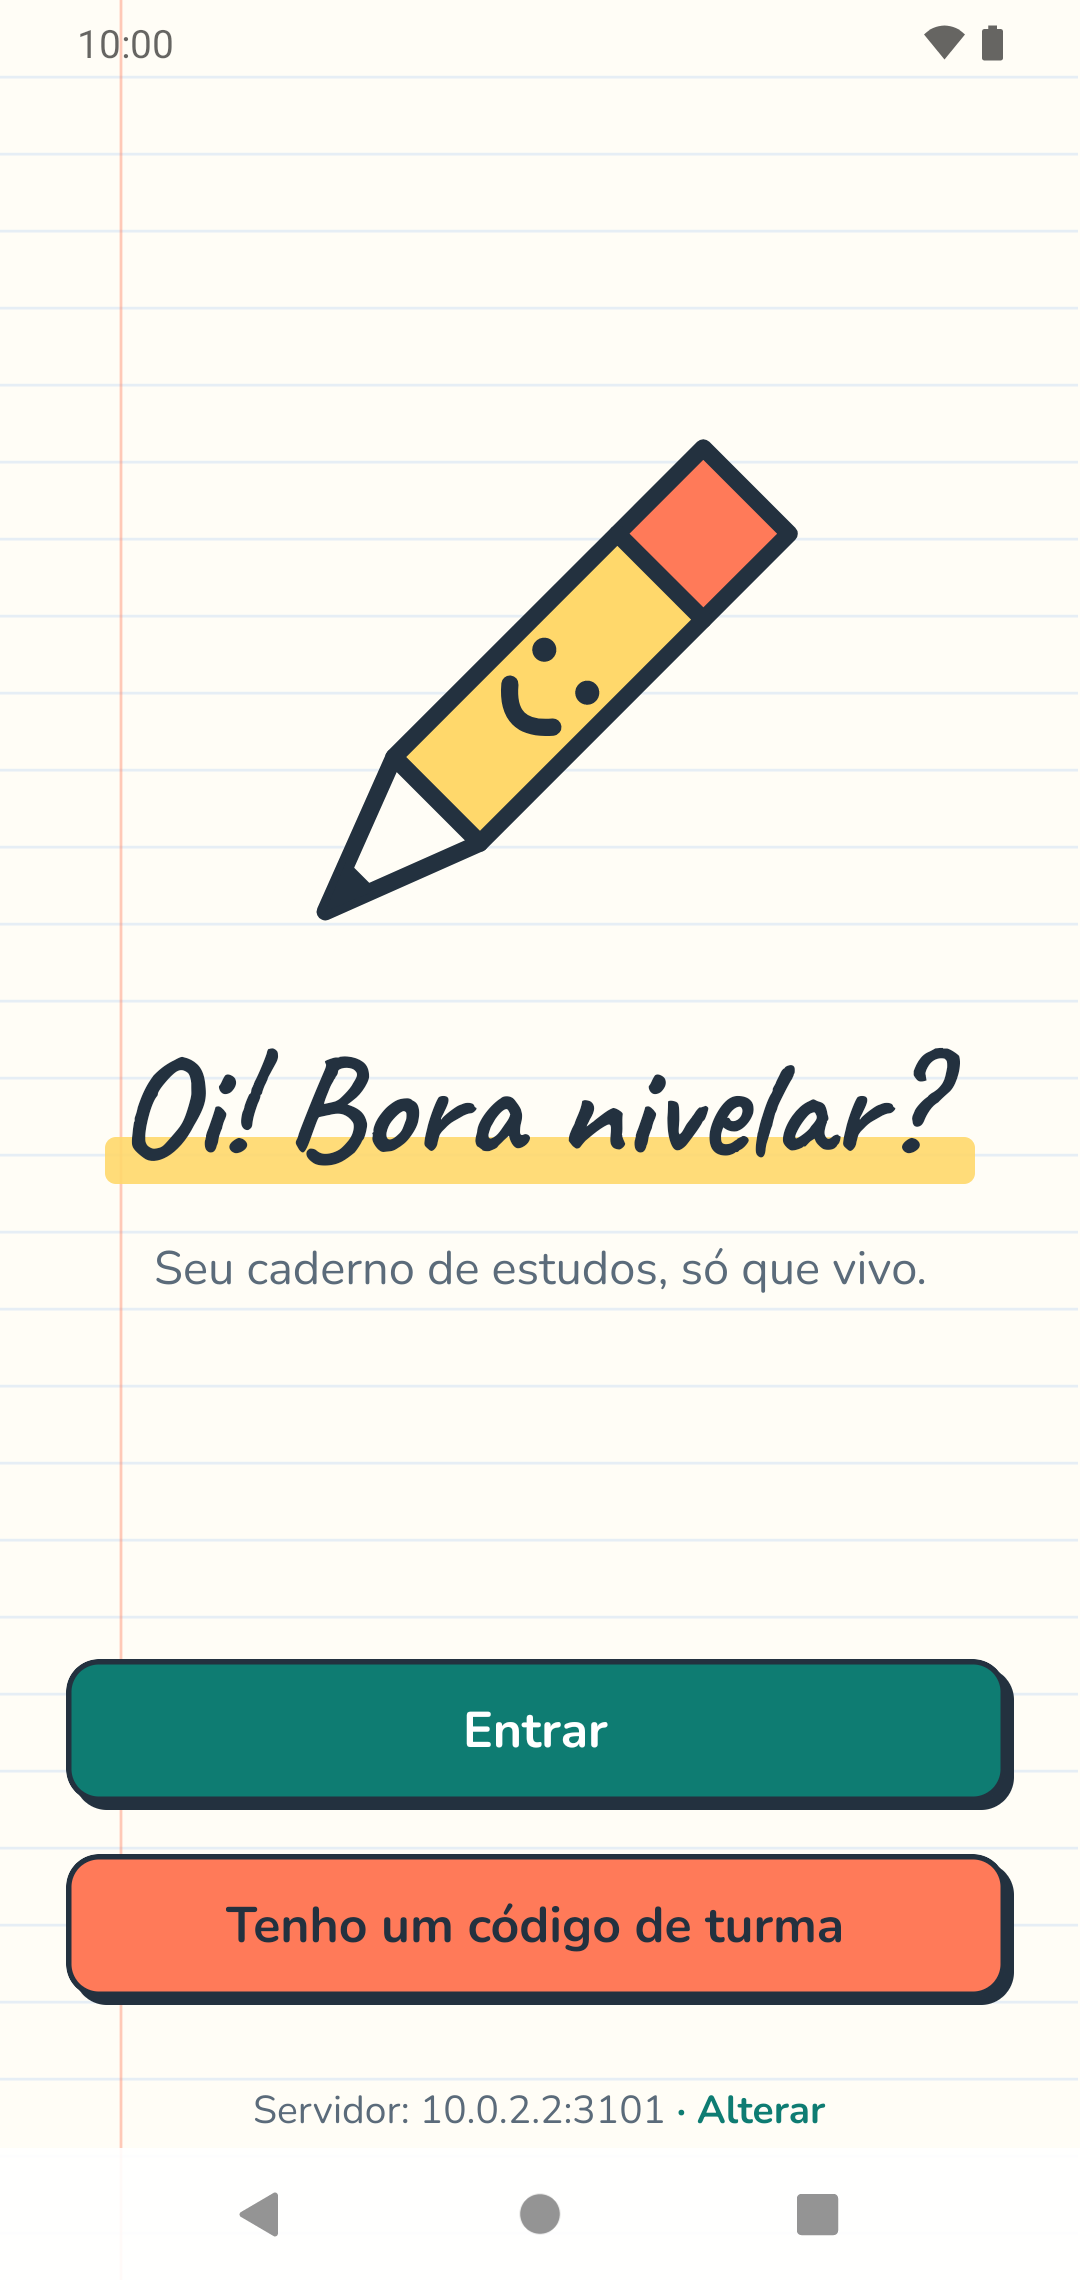 10:00
Oi! Bora nivelar?
Seu caderno de estudos, só que vivo.
Entrar
Tenho um código de turma
Servidor: 10.0.2.2:3101 · Alterar